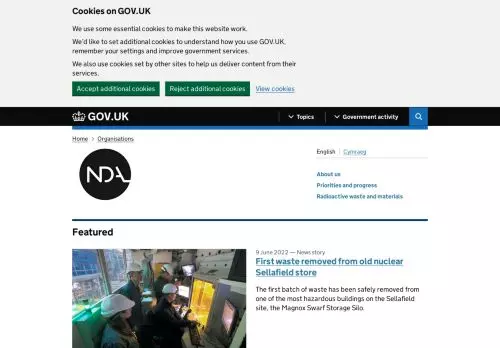 Cookies on GOV.UK
We use some essential cookies to make this website work.
We'd like to set additional cookies to understand how you use GOV.UK,
remember your settings and improve government services.
We also use cookies set by other sites to help us deliver content from their
services.
Accept additional cookies
Reject additional cookies
View cookies
GOV.UK
Topics
Government activity
Home > Organisations
English | Cymraeg
NDA
About us
Priorities and progress
Radioactive waste and materials
Featured
9 June 2022 — News story
First waste removed from old nuclear
Sellafield store
The first batch of waste has been safely removed from
one of the most hazardous buildings on the Sellafield
site, the Magnox Swarf Storage Silo.